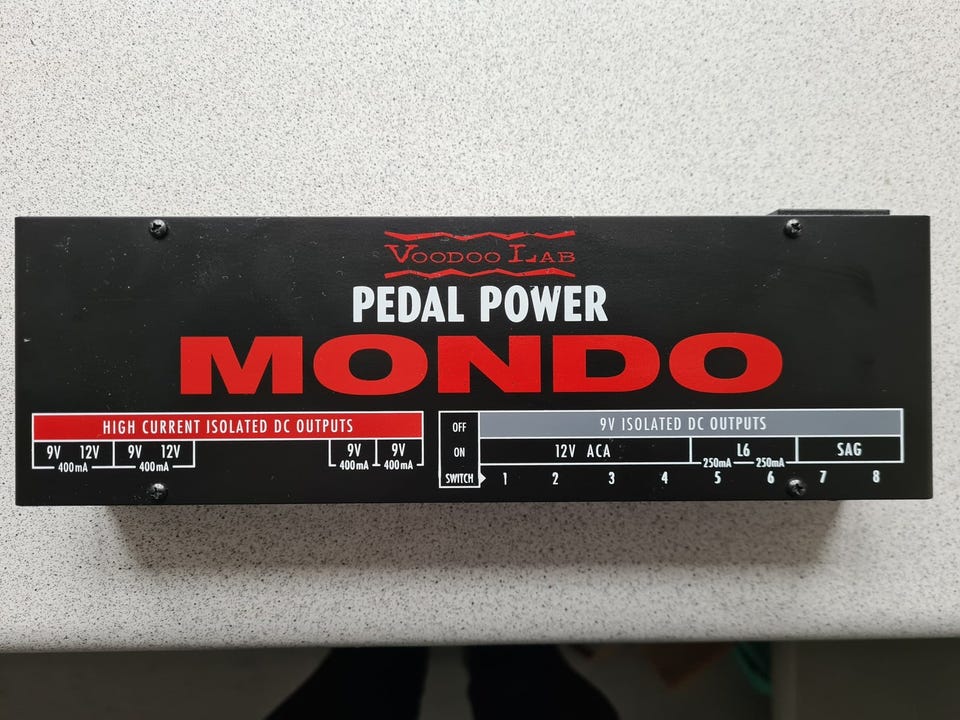 VOODOO LAB
PEDAL POWER
MONDO
HIGH CURRENT ISOLATED DC OUTPUTS
9V 12V 9V 12V 9V 9V
400mA 400mA 400mA 400mA
OFF 9V ISOLATED DC OUTPUTS
ON 12V ACA L6 SAG
250mA 250mA
SWITCH 1 2 3 4 5 6 7 8